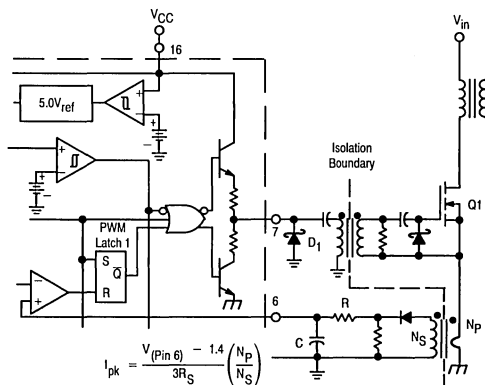 VCC
Vin
16
5.0Vref
+
−
−
+
Isolation
Boundary
Q1
PWM
Latch 1
7
D1
S
Q̅
R
−
+
6
R
C
NS
NP
Ipk = V(Pin 6) − 1.4 / 3RS (NP / NS)